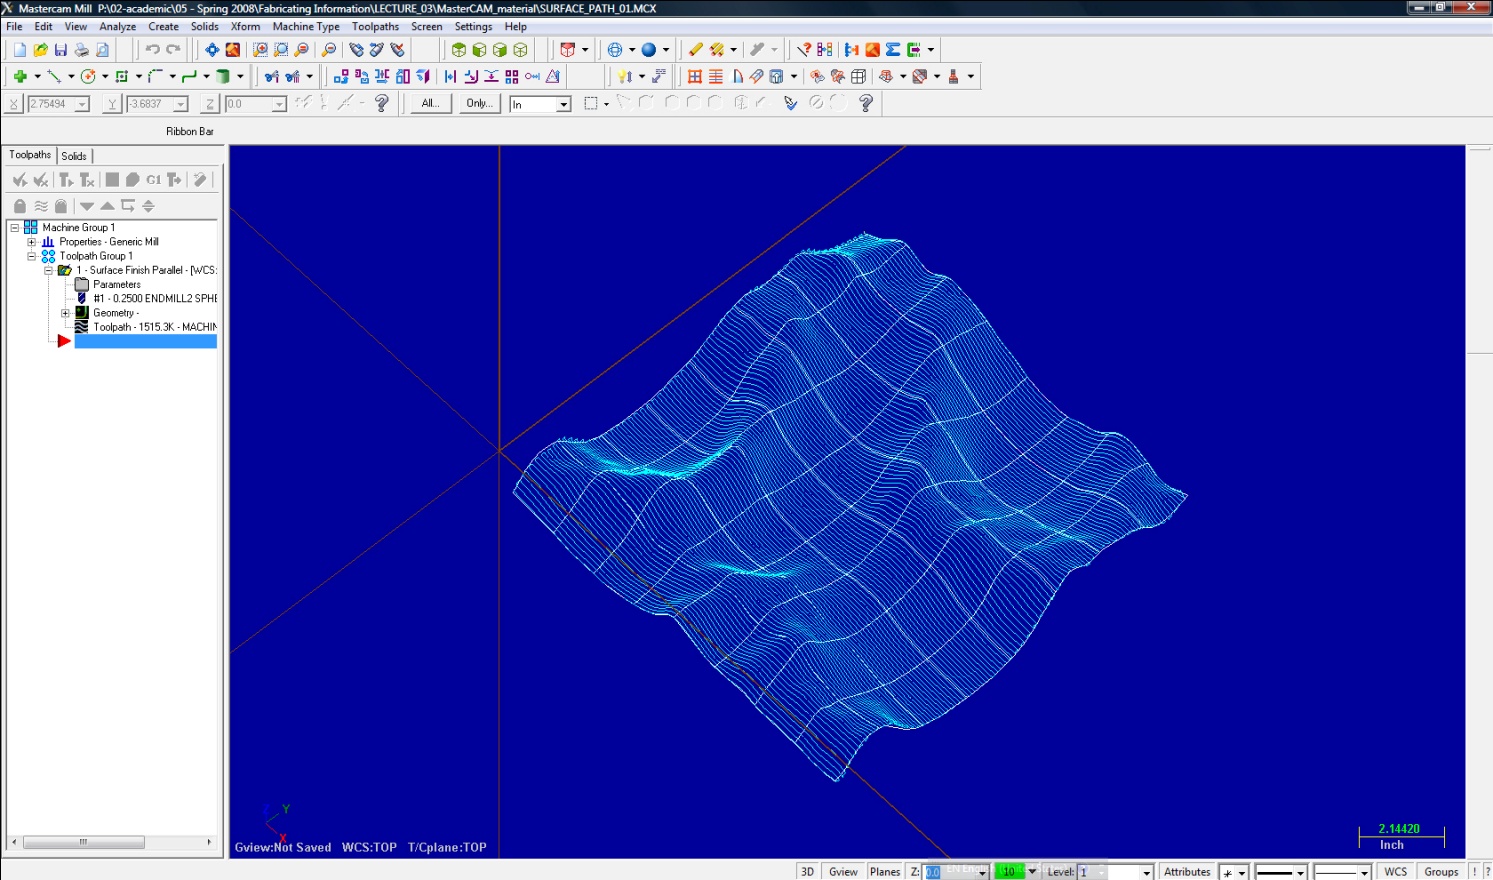 Mastercam Mill P:\02-academic\05 - Spring 2008\Fabricating Information\LECTURE_03\MasterCAM_material\SURFACE_PATH_01.MCX
File Edit View Analyze Create Solids Xform Machine Type Toolpaths Screen Settings Help
X 2.75494 Y -3.6837 Z 0.0 All... Only... In
Ribbon Bar
Toolpaths Solids
G1
Machine Group 1
Properties - Generic Mill
Toolpath Group 1
1 - Surface Finish Parallel - [WCS:
Parameters
#1 - 0.2500 ENDMILL2 SPHE
Geometry -
Toolpath - 1515.3K - MACHIN
Y
X
Gview:Not Saved WCS:TOP T/Cplane:TOP
2.14420
Inch
3D Gview Planes Z: 0.0 10 Level: 1 Attributes WCS Groups ! ?